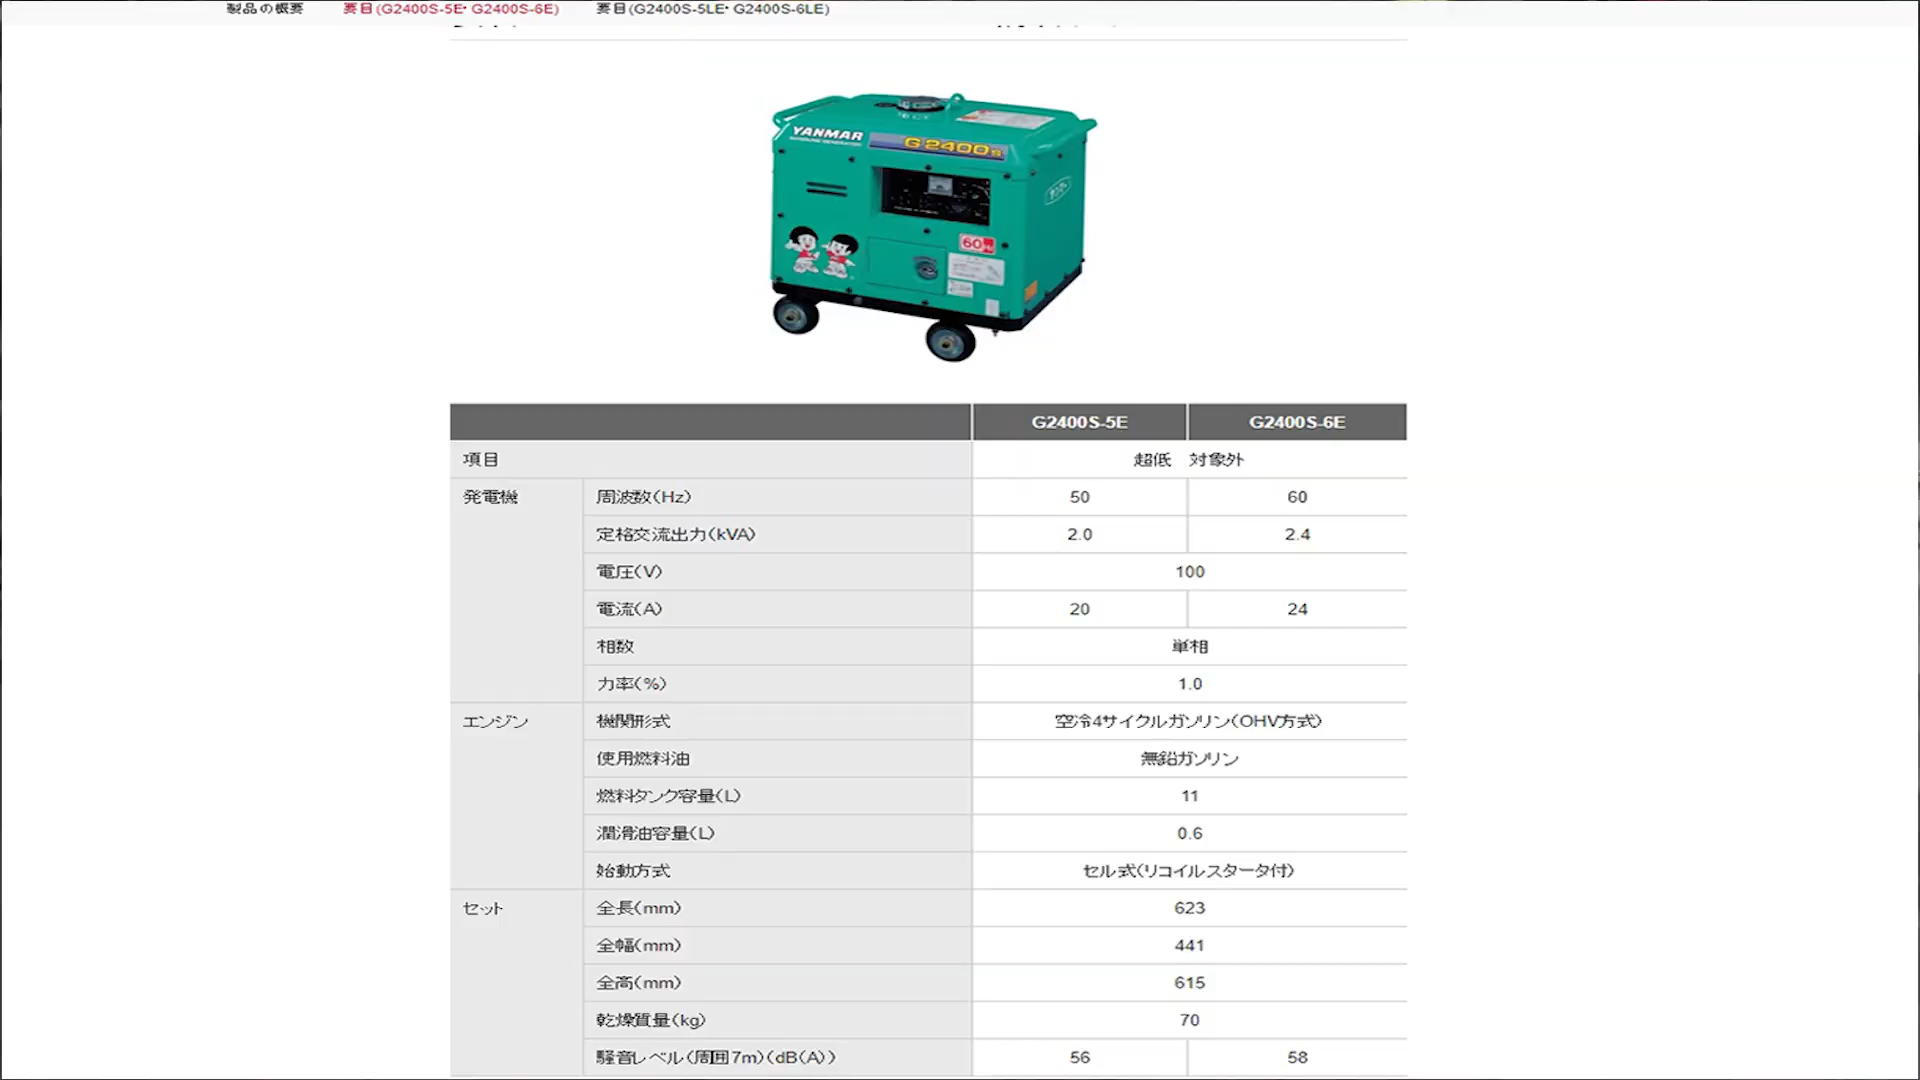 製品の概要 要目(G2400S-5E・G2400S-6E) 要目(G2400S-5LE・G2400S-6LE)
YANMAR
G2400S
ヤンマー
60
G2400S-5E G2400S-6E
項目 超低 対象外
発電機 周波数(Hz) 50 60
定格交流出力(kVA) 2.0 2.4
電圧(V) 100
電流(A) 20 24
相数 単相
力率(%) 1.0
エンジン 機関形式 空冷4サイクルガソリン(OHV方式)
使用燃料油 無鉛ガソリン
燃料タンク容量(L) 11
潤滑油容量(L) 0.6
始動方式 セル式(リコイルスタータ付)
セット 全長(mm) 623
全幅(mm) 441
全高(mm) 615
乾燥質量(kg) 70
騒音レベル(周囲7m)(dB(A)) 56 58